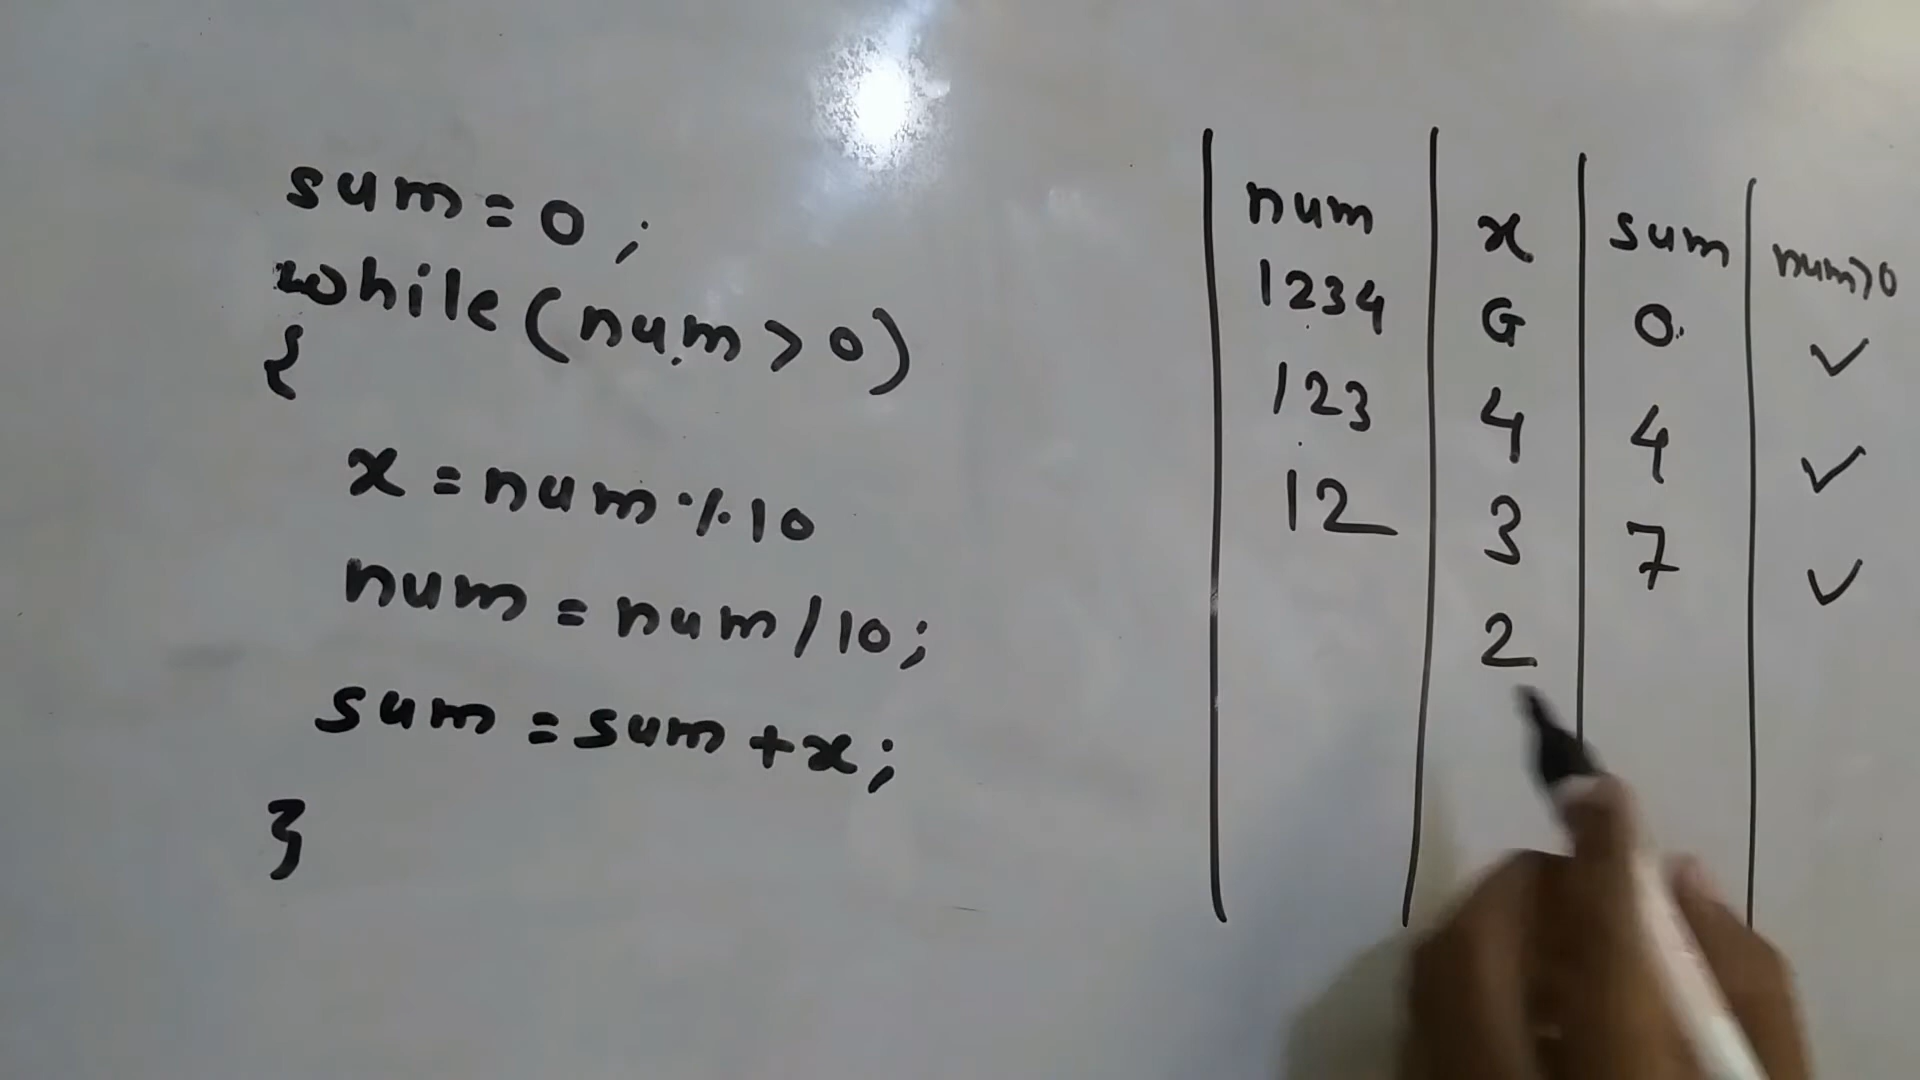 sum=0;
while(num>0)
{
x=num%10
num=num/10;
sum=sum+x;
}
num x sum num>0
1234 G 0 ✓
123 4 4 ✓
12 3 7 ✓
2